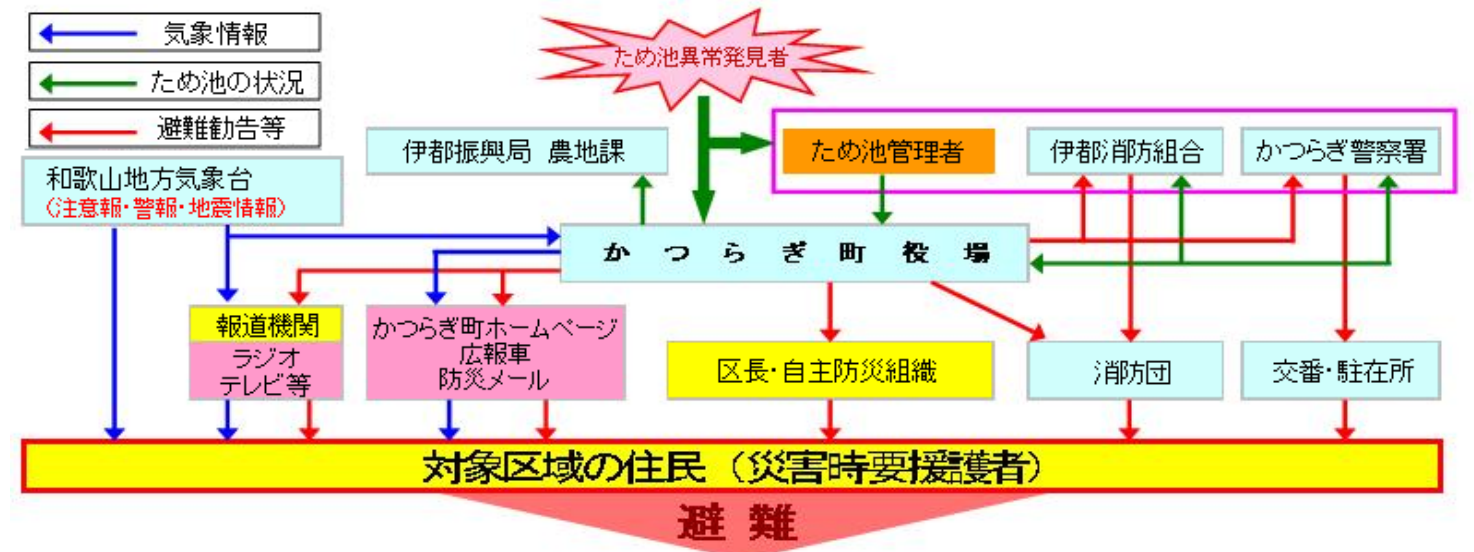 気象情報
ため池の状況
避難勧告等
ため池異常発見者
伊都振興局 農地課
ため池管理者
伊都消防組合
かつらぎ警察署
和歌山地方気象台
(注意報・警報・地震情報)
かつらぎ町役場
報道機関
ラジオ
テレビ等
かつらぎ町ホームページ
広報車
防災メール
区長・自主防災組織
消防団
交番・駐在所
対象区域の住民(災害時要援護者)
避難